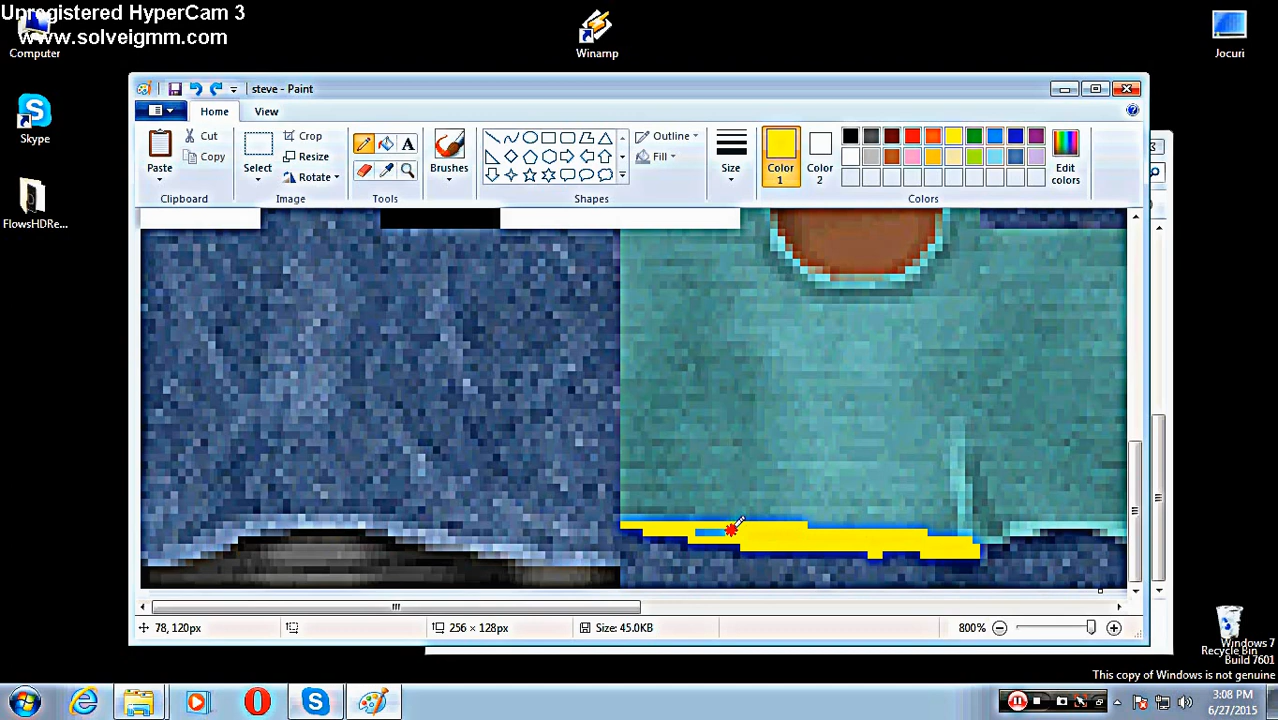 Unregistered HyperCam 3
www.solveigmm.com
Computer
Winamp
Jocuri
Skype
FlowsHDRe...
steve - Paint
Home
View
Paste
Cut
Copy
Clipboard
Select
Crop
Resize
Rotate
Image
A
Tools
Brushes
Outline
Fill
Shapes
Size
Color
1
Color
2
Edit
colors
Colors
78, 120px
256 × 128px
Size: 45.0KB
800%
Recycle Bin
Windows 7
Build 7601
This copy of Windows is not genuine
3:08 PM
6/27/2015